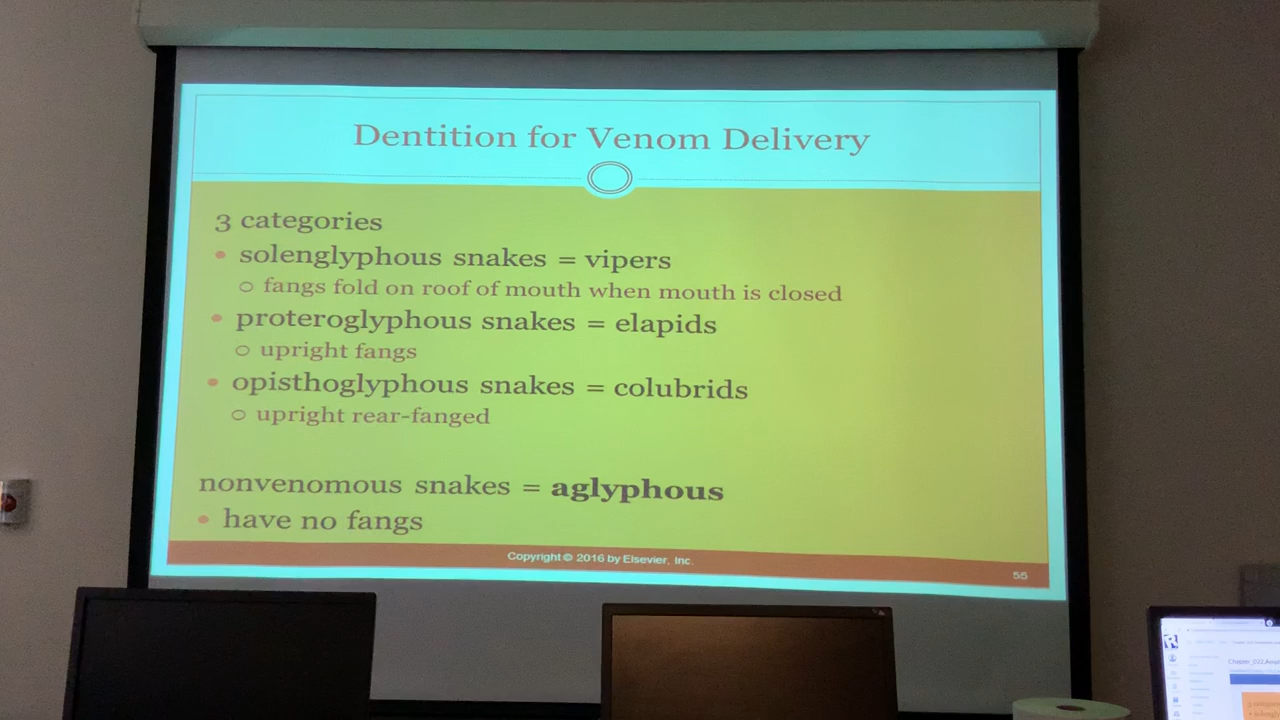 Dentition for Venom Delivery
3 categories
• solenglyphous snakes = vipers
○ fangs fold on roof of mouth when mouth is closed
• proteroglyphous snakes = elapids
○ upright fangs
• opisthoglyphous snakes = colubrids
○ upright rear-fanged
nonvenomous snakes = aglyphous
• have no fangs
Copyright © 2016 by Elsevier, Inc.
55